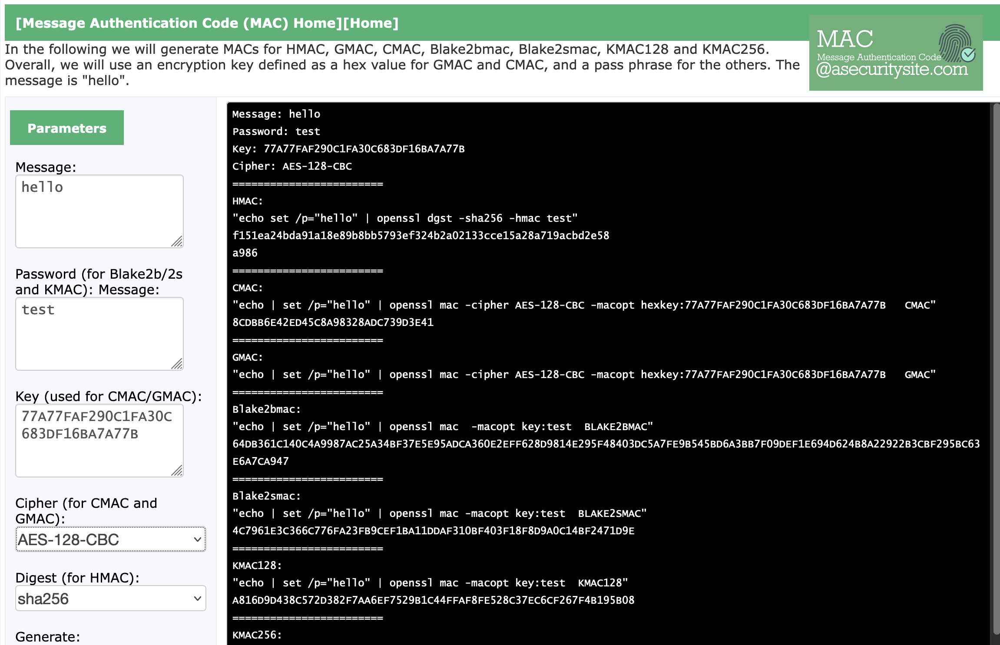 [Message Authentication Code (MAC) Home][Home]
MAC
Message Authentication Code
@asecuritysite.com
In the following we will generate MACs for HMAC, GMAC, CMAC, Blake2bmac, Blake2smac, KMAC128 and KMAC256.
Overall, we will use an encryption key defined as a hex value for GMAC and CMAC, and a pass phrase for the others. The
message is "hello".
Parameters
Message:
hello
Password (for Blake2b/2s
and KMAC): Message:
test
Key (used for CMAC/GMAC):
77A77FAF290C1FA30C
683DF16BA7A77B
Cipher (for CMAC and
GMAC):
AES-128-CBC
Digest (for HMAC):
sha256
Generate:
Message: hello
Password: test
Key: 77A77FAF290C1FA30C683DF16BA7A77B
Cipher: AES-128-CBC
========================
HMAC:
"echo set /p="hello" | openssl dgst -sha256 -hmac test"
f151ea24bda91a18e89b8bb5793ef324b2a02133cce15a28a719acbd2e58
a986
========================
CMAC:
"echo | set /p="hello" | openssl mac -cipher AES-128-CBC -macopt hexkey:77A77FAF290C1FA30C683DF16BA7A77B   CMAC"
8CDBB6E42ED45C8A98328ADC739D3E41
========================
GMAC:
"echo | set /p="hello" | openssl mac -cipher AES-128-CBC -macopt hexkey:77A77FAF290C1FA30C683DF16BA7A77B   GMAC"
========================
Blake2bmac:
"echo | set /p="hello" | openssl mac  -macopt key:test  BLAKE2BMAC"
64DB361C140C4A9987AC25A34BF37E5E95ADCA360E2EFF628D9814E295F48403DC5A7FE9B545BD6A3BB7F09DEF1E694D624B8A22922B3CBF295BC63
E6A7CA947
========================
Blake2smac:
"echo | set /p="hello" | openssl mac -macopt key:test  BLAKE2SMAC"
4C7961E3C366C776FA23FB9CEF1BA11DDAF310BF403F18F8D9A0C14BF2471D9E
========================
KMAC128:
"echo | set /p="hello" | openssl mac -macopt key:test  KMAC128"
A816D9D438C572D382F7AA6EF7529B1C44FFAF8FE528C37EC6CF267F4B195B08
========================
KMAC256: